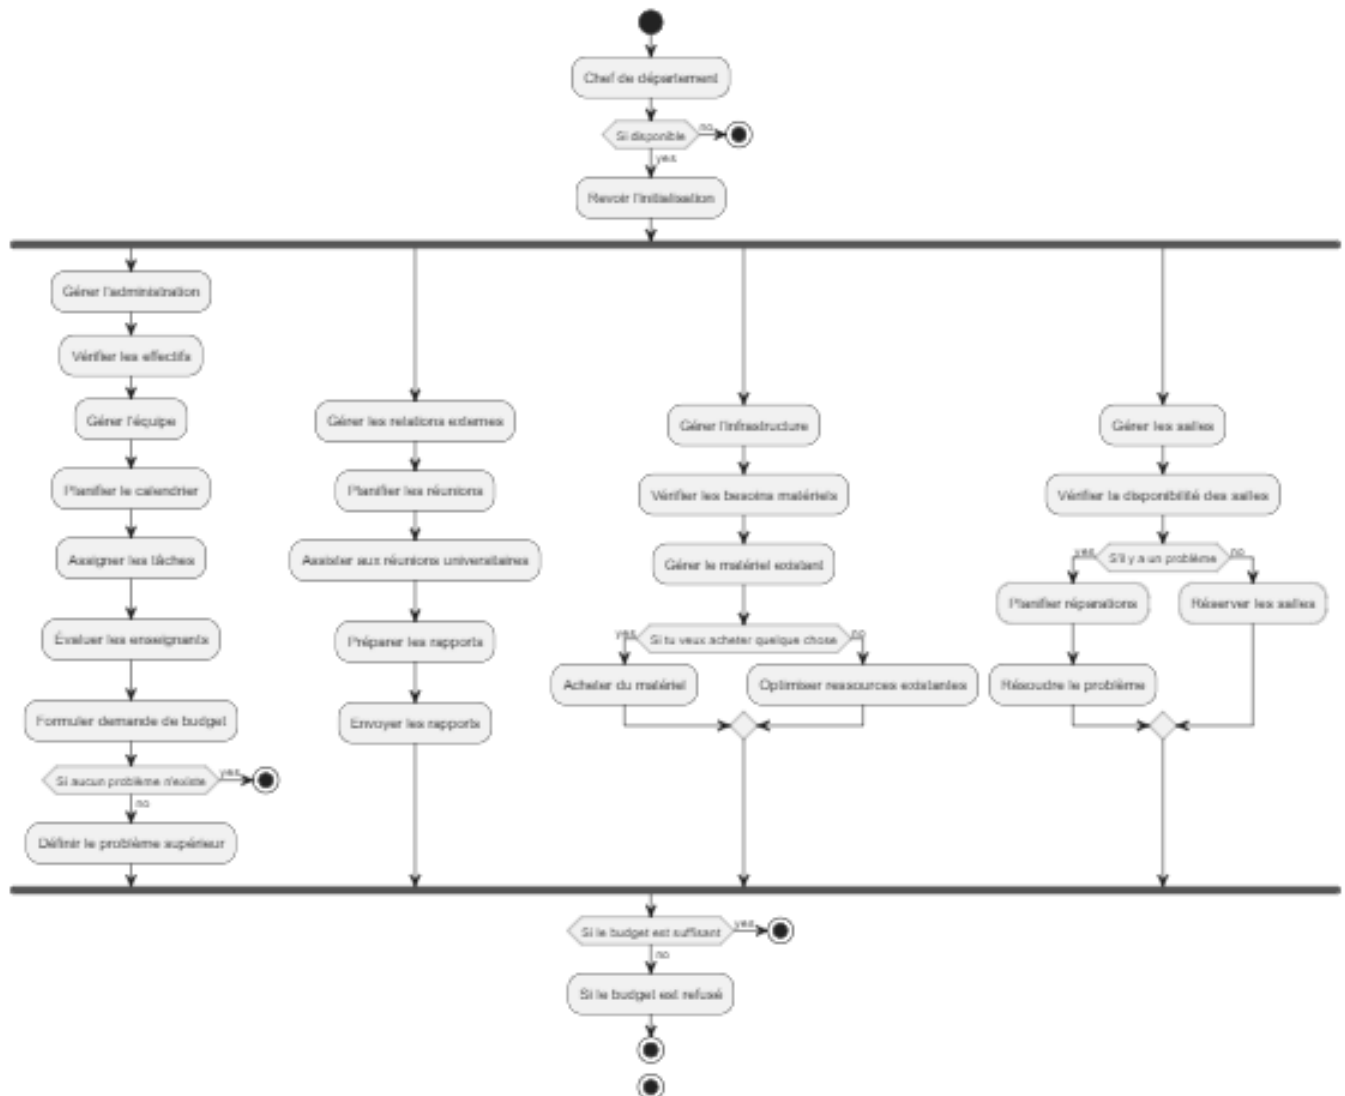 Chef de département
Si disponible
no
yes
Revoir l'initialisation
Gérer l'administration
Vérifier les effectifs
Gérer l'équipe
Planifier le calendrier
Assigner les tâches
Évaluer les enseignants
Formuler demande de budget
Si aucun problème n'existe
yes
no
Définir le problème supérieur
Gérer les relations externes
Planifier les réunions
Assister aux réunions universitaires
Préparer les rapports
Envoyer les rapports
Gérer l'infrastructure
Vérifier les besoins matériels
Gérer le matériel existant
yes
Si tu veux acheter quelque chose
no
Acheter du matériel
Optimiser ressources existantes
Gérer les salles
Vérifier la disponibilité des salles
yes
S'il y a un problème
no
Planifier réparations
Réserver les salles
Résoudre le problème
Si le budget est suffisant
yes
no
Si le budget est refusé